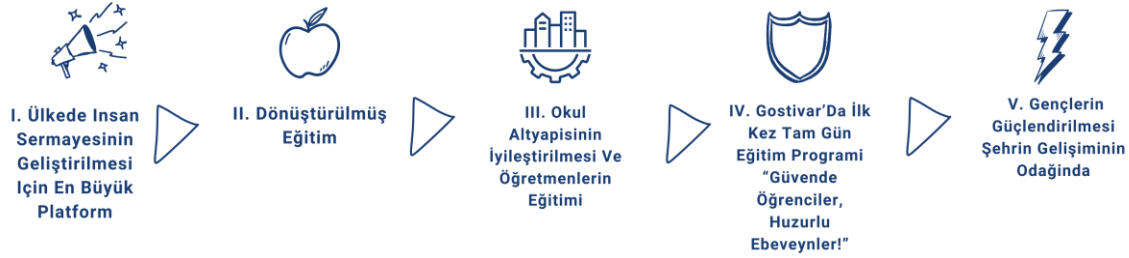 I. Ülkede Insan
Sermayesinin
Geliştirilmesi
Için En Büyük
Platform
II. Dönüştürülmüş
Eğitim
III. Okul
Altyapisinin
İyileştirilmesi Ve
Öğretmenlerin
Eğitimi
IV. Gostivar’Da İlk
Kez Tam Gün
Eğitim Programi
“Güvende
Öğrenciler,
Huzurlu
Ebeveynler!”
V. Gençlerin
Güçlendirilmesi
Şehrin Gelişiminin
Odağinda